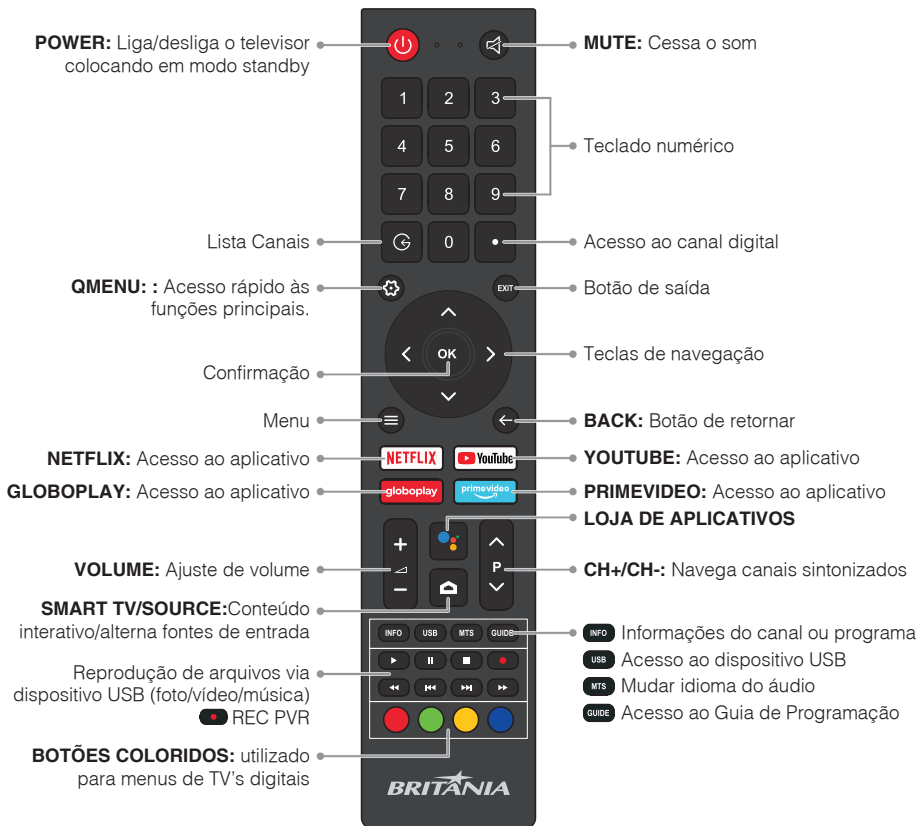 POWER: Liga/desliga o televisor
colocando em modo standby
MUTE: Cessa o som
1 2 3
4 5 6
7 8 9
Teclado numérico
Lista Canais
0
Acesso ao canal digital
QMENU: : Acesso rápido às
funções principais.
EXIT
Botão de saída
OK
Teclas de navegação
Confirmação
Menu
BACK: Botão de retornar
NETFLIX: Acesso ao aplicativo
NETFLIX
YouTube
YOUTUBE: Acesso ao aplicativo
GLOBOPLAY: Acesso ao aplicativo
globoplay
primevideo
PRIMEVIDEO: Acesso ao aplicativo
LOJA DE APLICATIVOS
+
P
−
VOLUME: Ajuste de volume
CH+/CH-: Navega canais sintonizados
SMART TV/SOURCE:Conteúdo
interativo/alterna fontes de entrada
INFO USB MTS GUIDE
INFO Informações do canal ou programa
USB Acesso ao dispositivo USB
MTS Mudar idioma do áudio
GUIDE Acesso ao Guia de Programação
Reprodução de arquivos via
dispositivo USB (foto/vídeo/música)
REC PVR
BOTÕES COLORIDOS: utilizado
para menus de TV's digitais
BRITÂNIA